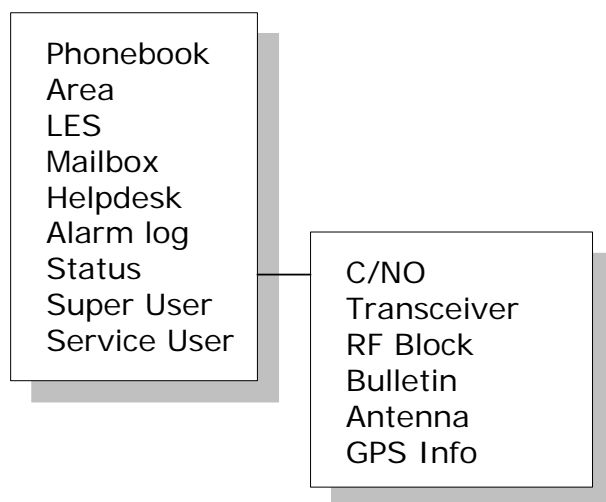 Phonebook
Area
LES
Mailbox
Helpdesk
Alarm log
Status
Super User
Service User
C/NO
Transceiver
RF Block
Bulletin
Antenna
GPS Info